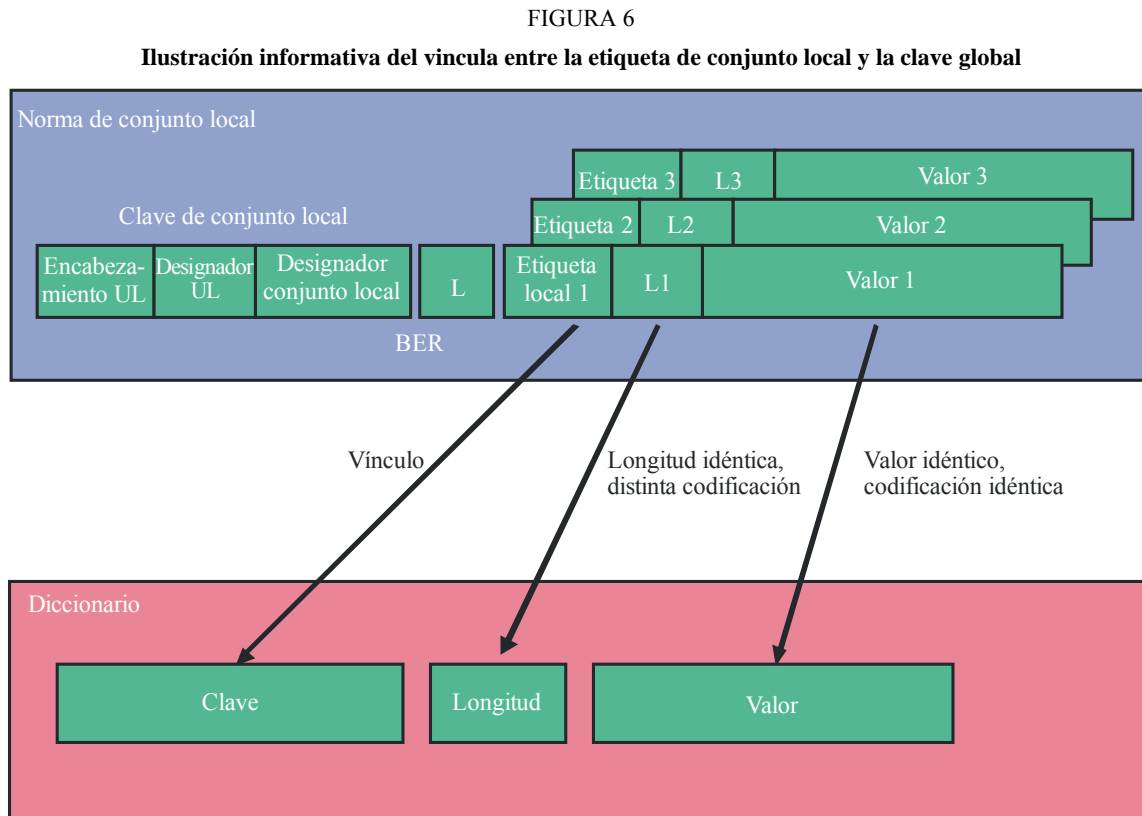 FIGURA 6
Ilustración informativa del vincula entre la etiqueta de conjunto local y la clave global
Norma de conjunto local
Etiqueta 3
L3
Valor 3
Clave de conjunto local
Etiqueta 2
L2
Valor 2
Encabeza-
miento UL
Designador
UL
Designador
conjunto local
L
Etiqueta
local 1
L1
Valor 1
BER
Vínculo
Longitud idéntica,
distinta codificación
Valor idéntico,
codificación idéntica
Diccionario
Clave
Longitud
Valor